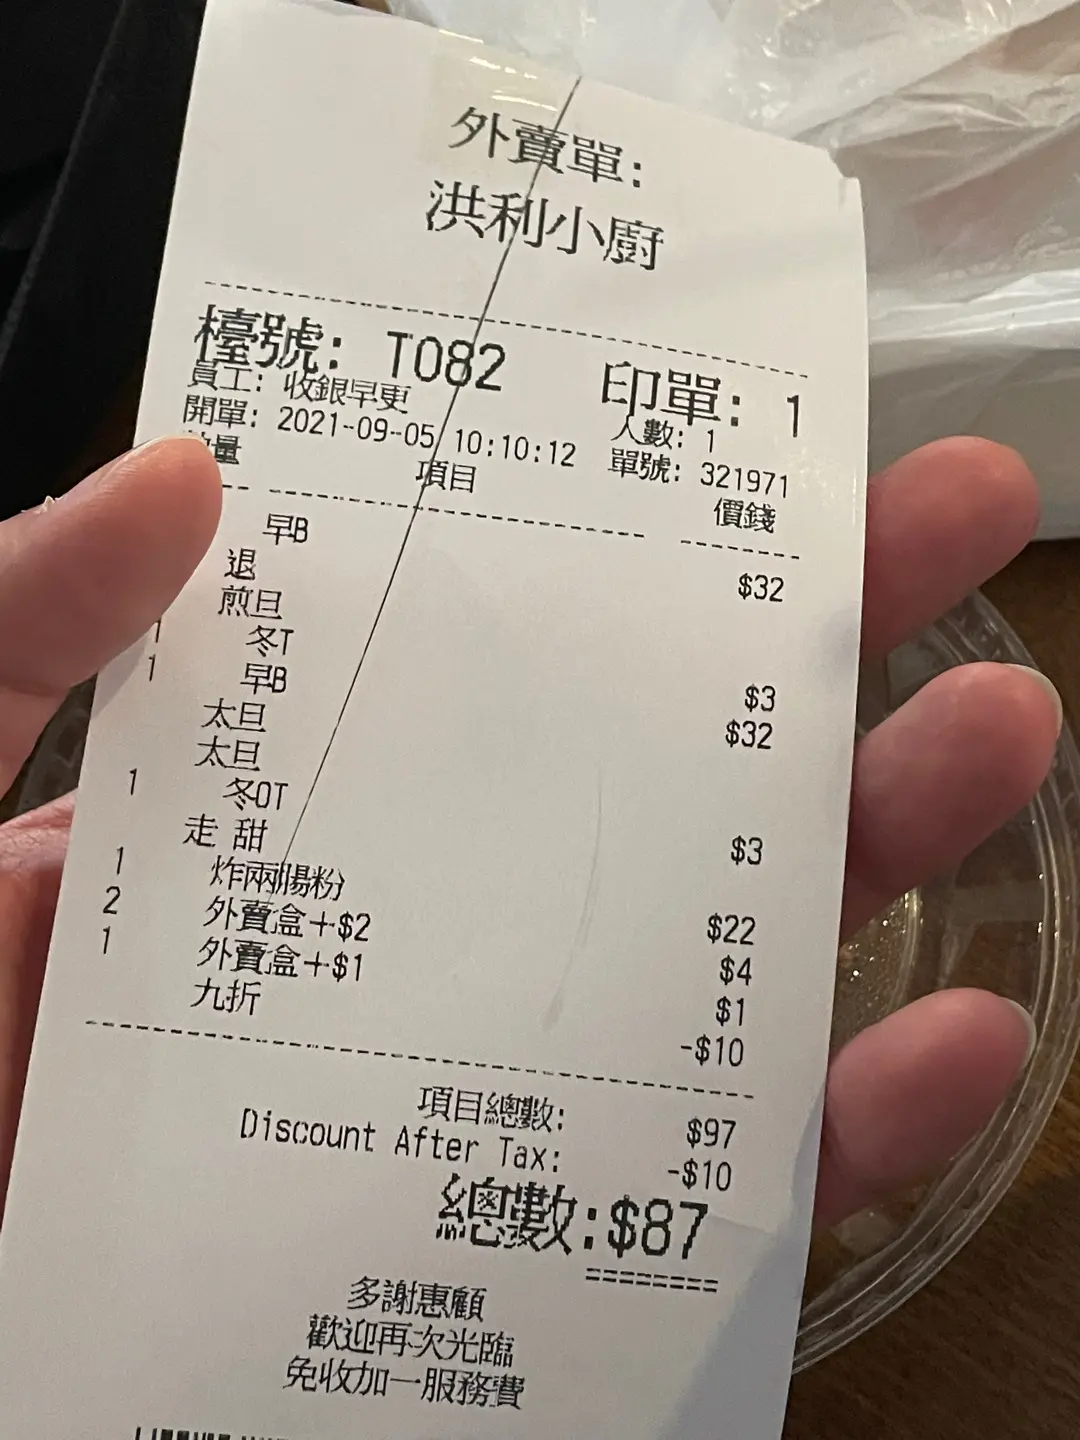 外賣單:
洪利小廚
檯號: T082 印單: 1
員工: 收銀早更 人數: 1
開單: 2021-09-05 10:10:12 單號: 321971
量 項目 價錢
早B $32
退
煎旦
1 冬T $3
1 早B $32
太旦
太旦
1 冬OT $3
走 甜
1 炸兩腸粉 $22
2 外賣盒+$2 $4
1 外賣盒+$1 $1
九折 -$10
項目總數: $97
Discount After Tax: -$10
總數:$87
========
多謝惠顧
歡迎再次光臨
免收加一服務費